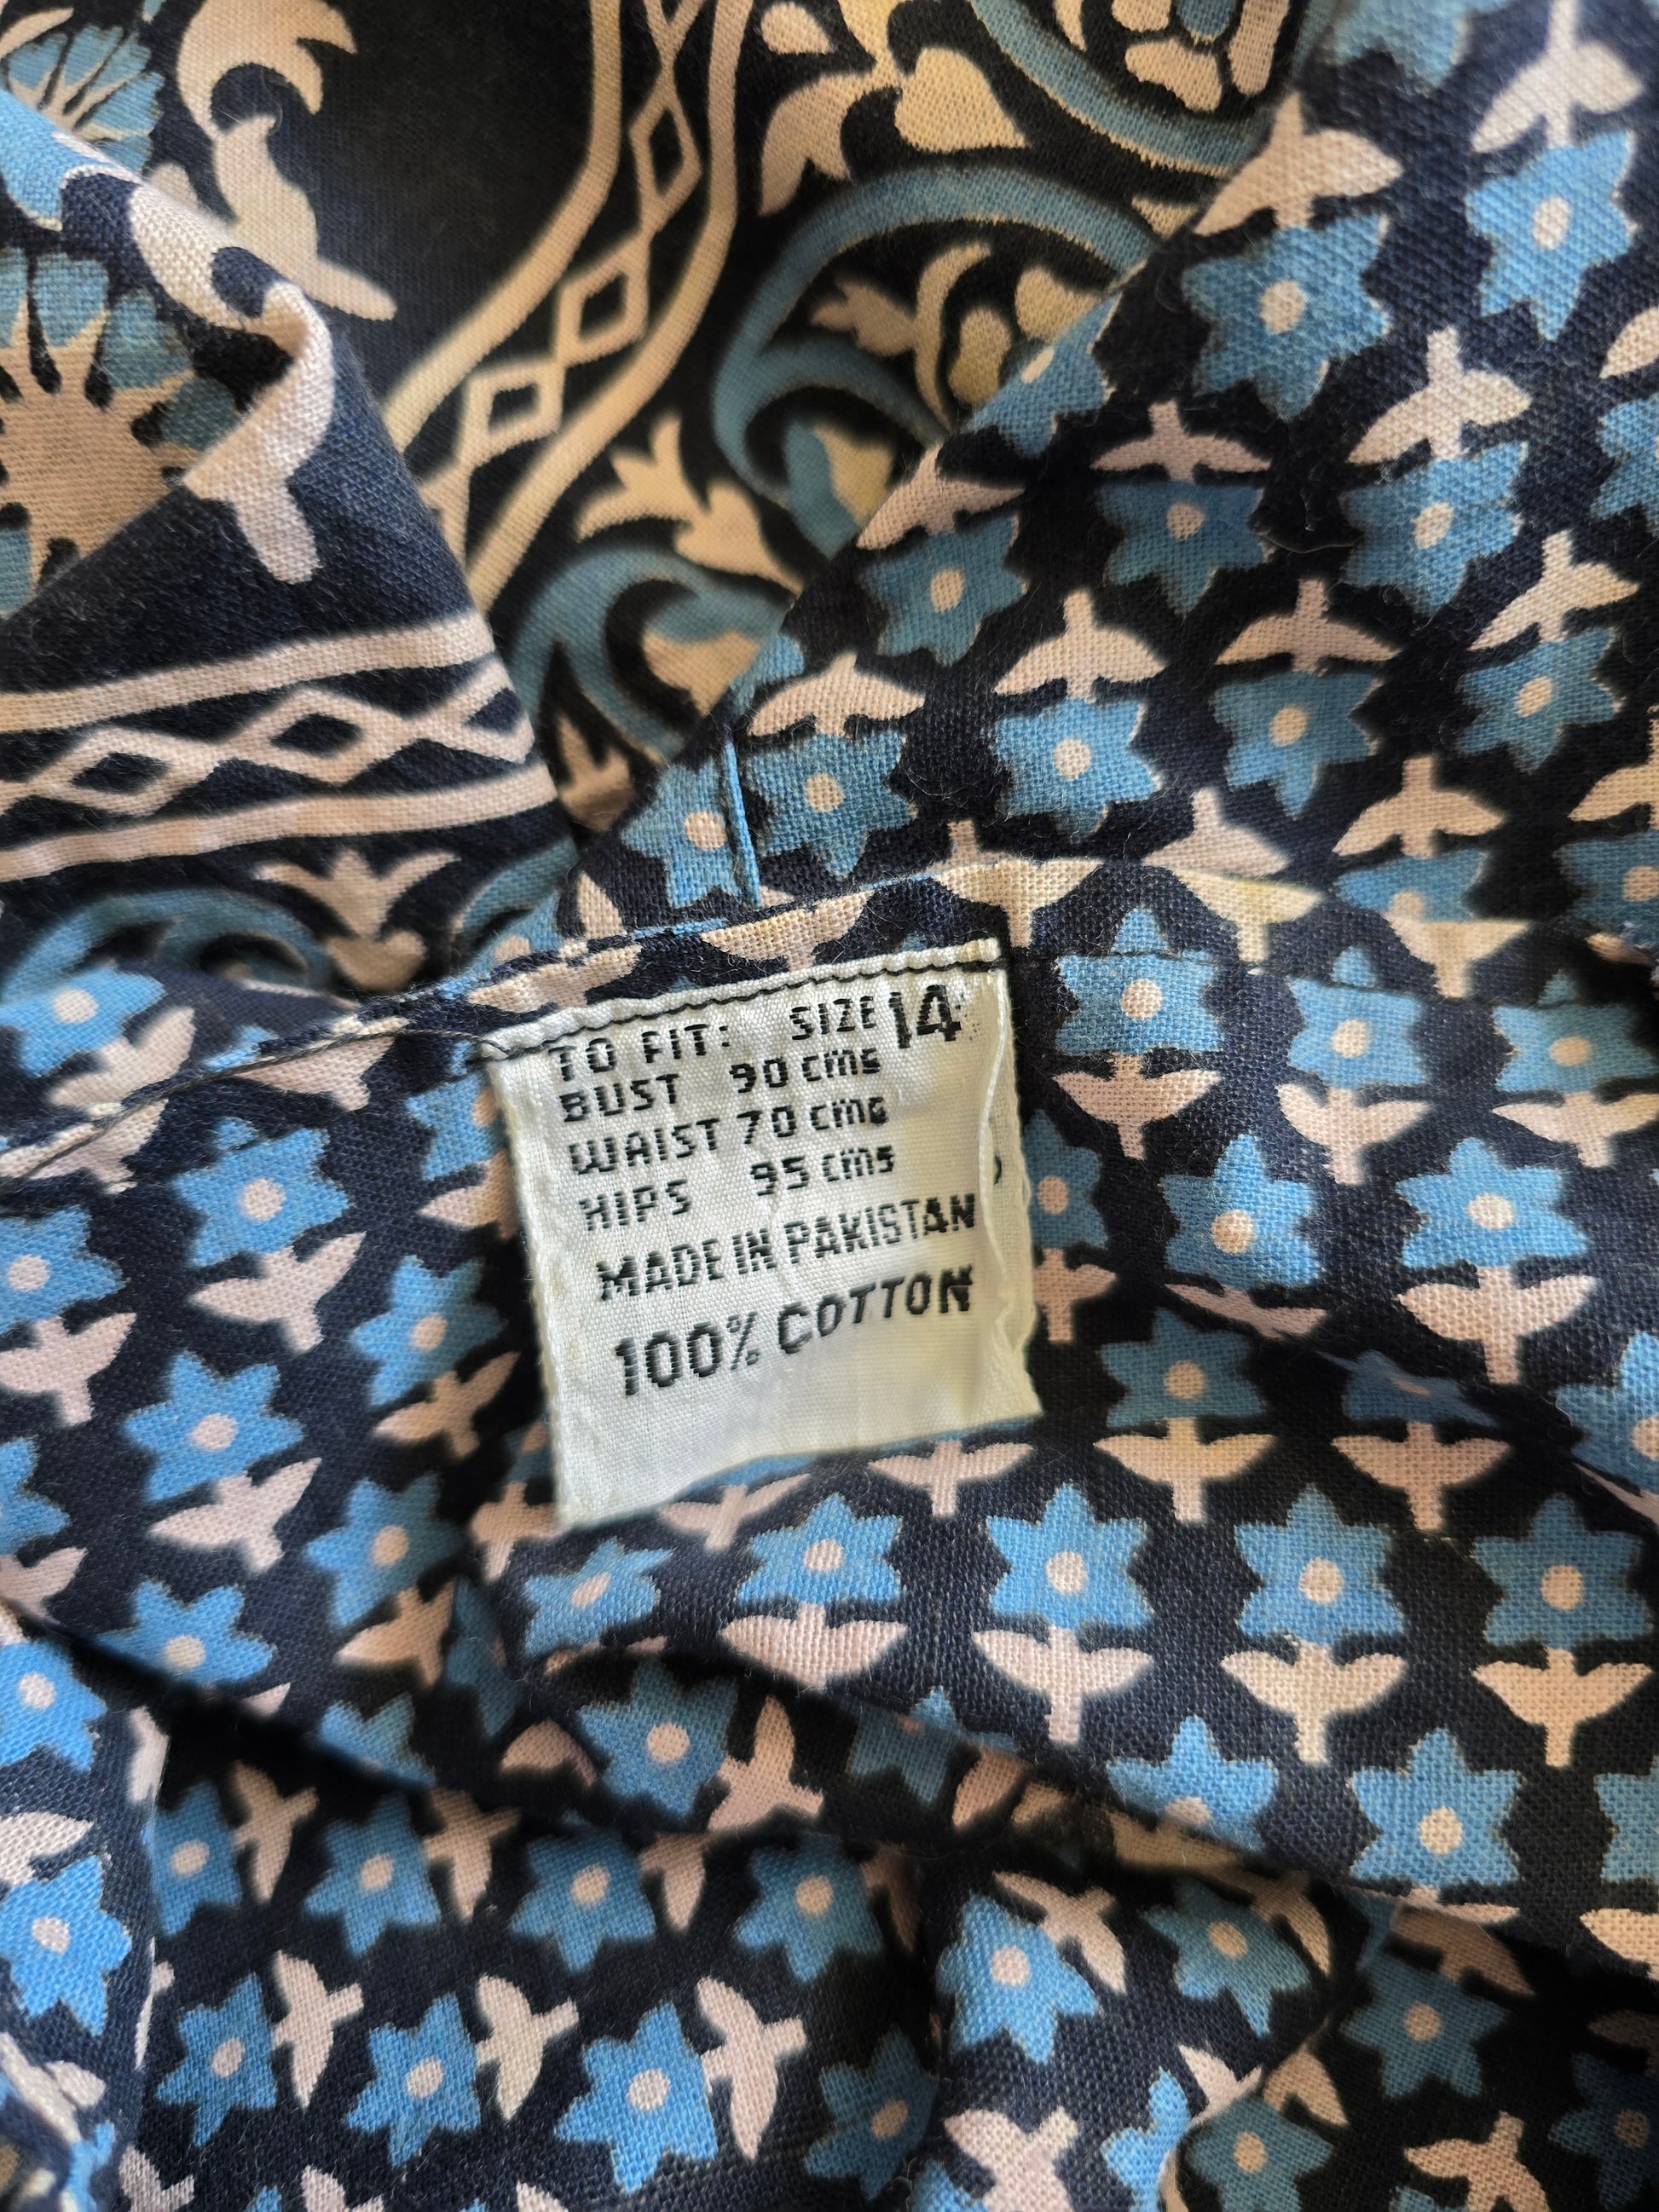 TO FIT: SIZE 14
BUST 90 cms
WAIST 70 cms
HIPS 95 cms
MADE IN PAKISTAN
100% COTTON